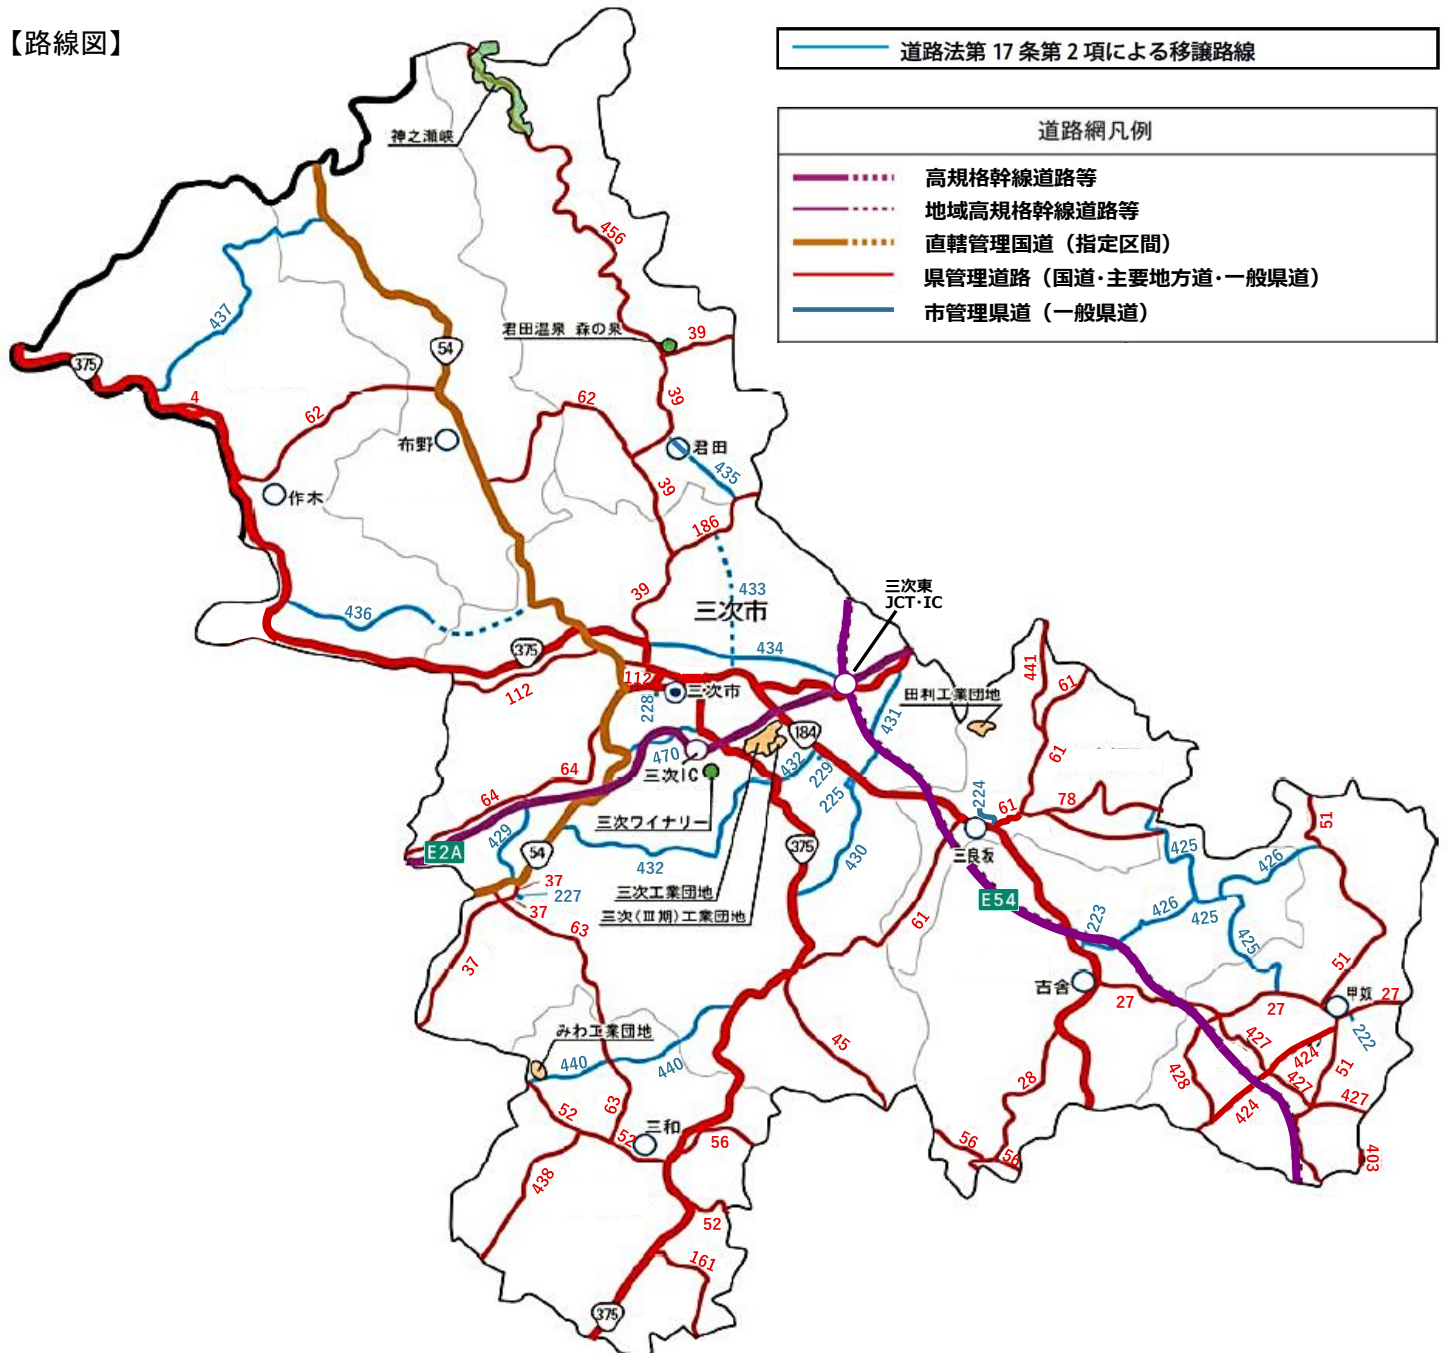 【路線図】
道路法第 17 条第 2 項による移譲路線
道路網凡例
高規格幹線道路等
地域高規格幹線道路等
直轄管理国道（指定区間）
県管理道路（国道･主要地方道･一般県道）
市管理県道（一般県道）
神之瀬峡
456
437
君田温泉 森の泉
39
54
375
4
62
62
39
布野
君田
435
作木
39
186
433
三次東
JCT･IC
39
三次市
436
434
375
112
112
441
61
三次市
228
田利工業団地
431
184
470
三次IC
432
229
225
61
64
64
三次ワイナリー
224
61
78
51
E2A
429
54
432
375
430
三良坂
425
426
三次工業団地
37
227
37
三次(Ⅲ期)工業団地
E54
63
61
223
426
425
425
37
51
吉舎
27
27
甲奴
27
みわ工業団地
45
427
222
440
440
424
51
28
428
427
427
52
63
424
三和
52
56
56
56
403
438
52
161
375